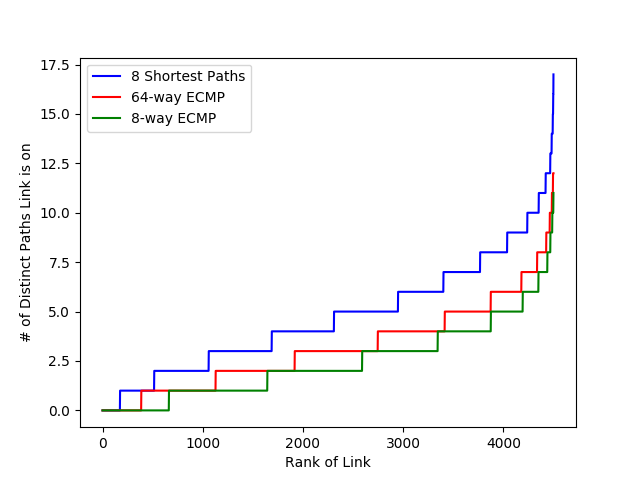 17.5
15.0
12.5
10.0
7.5
5.0
2.5
0.0
# of Distinct Paths Link is on
8 Shortest Paths
64-way ECMP
8-way ECMP
0 1000 2000 3000 4000
Rank of Link